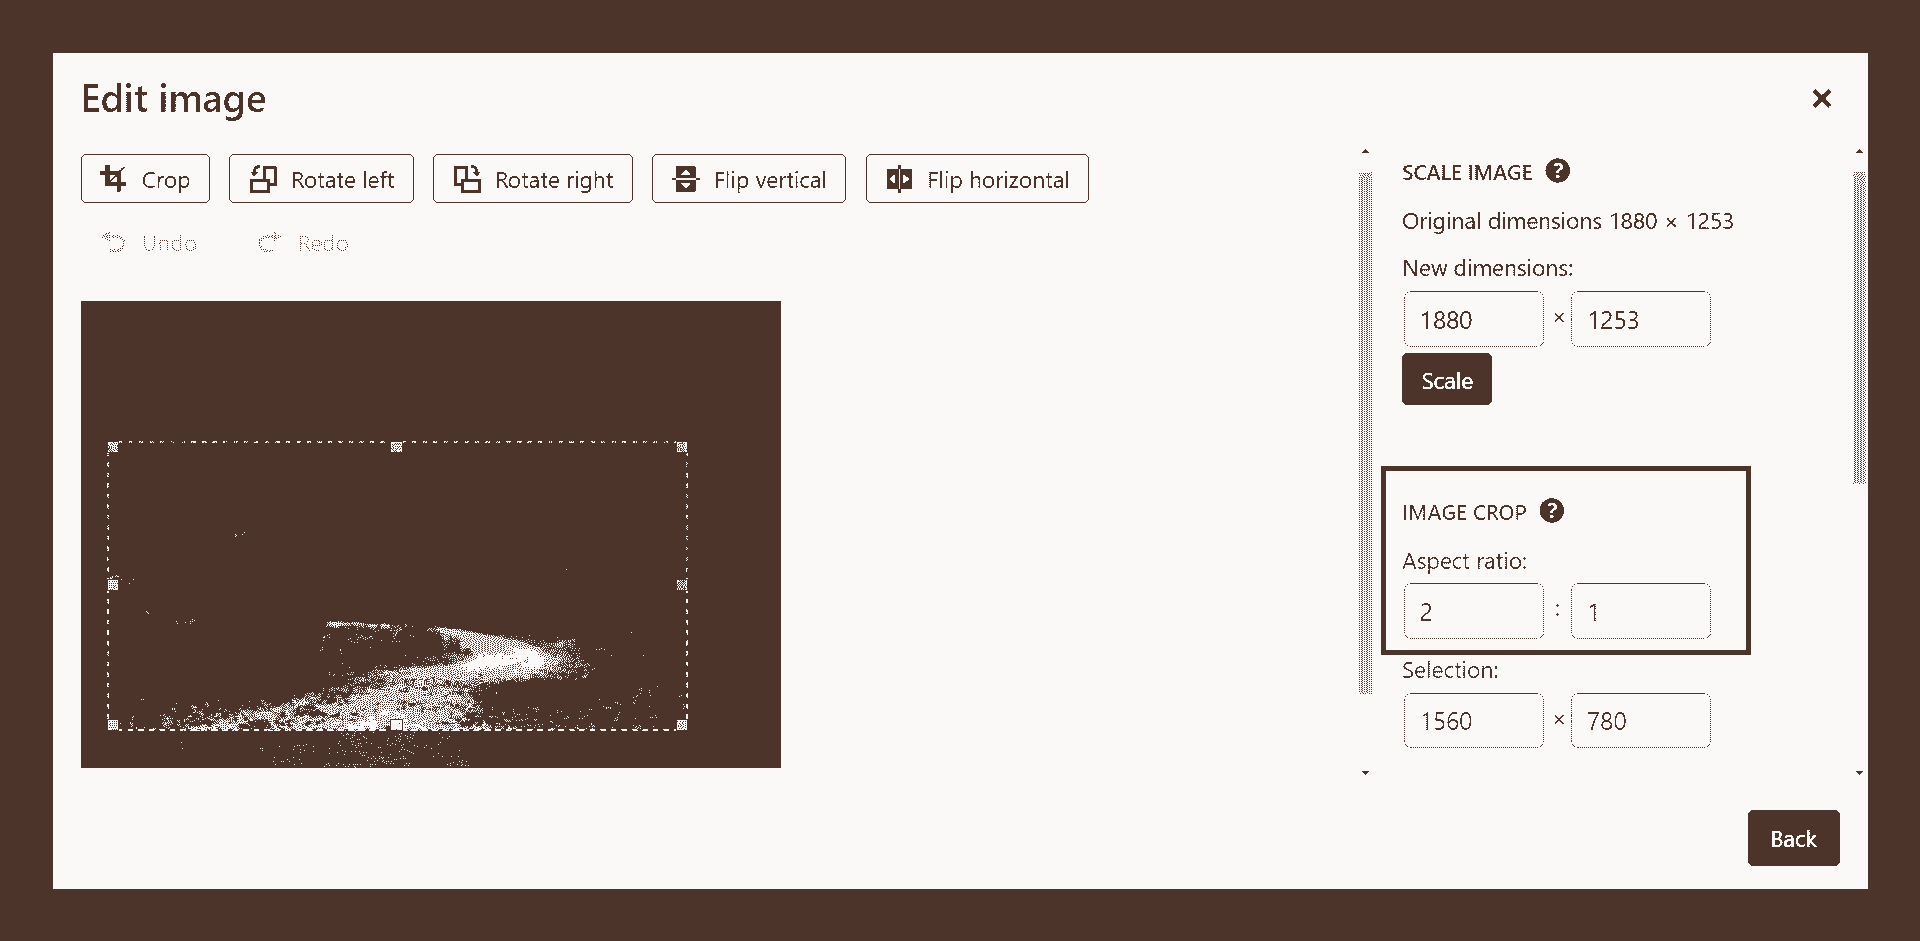 Edit image
Crop
Rotate left
Rotate right
Flip vertical
Flip horizontal
Undo
Redo
SCALE IMAGE ?
Original dimensions 1880 × 1253
New dimensions:
1880 × 1253
Scale
IMAGE CROP ?
Aspect ratio:
2 : 1
Selection:
1560 × 780
Back